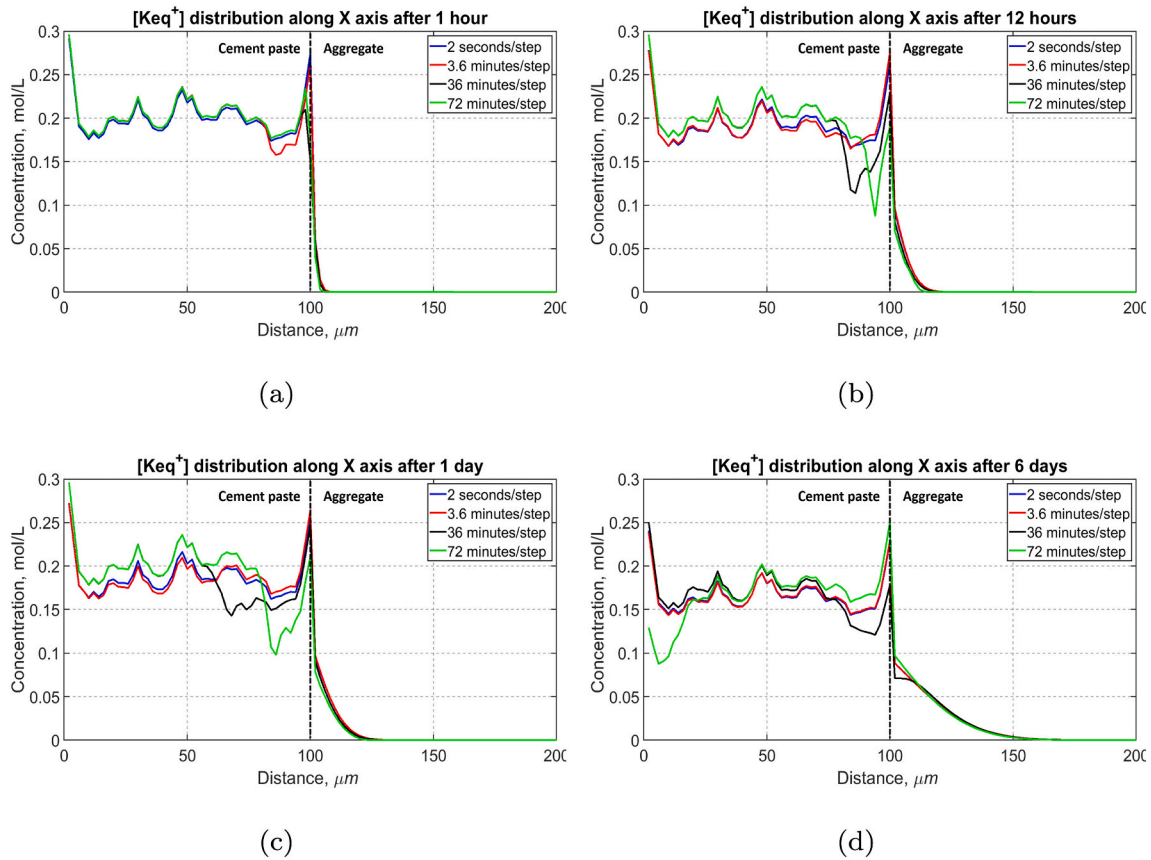 [Keq+] distribution along X axis after 1 hour
Concentration, mol/L
0.3
0.25
0.2
0.15
0.1
0.05
0
Cement paste
Aggregate
2 seconds/step
3.6 minutes/step
36 minutes/step
72 minutes/step
0 50 100 150 200
Distance, μm
(a)
[Keq+] distribution along X axis after 12 hours
Concentration, mol/L
0.3
0.25
0.2
0.15
0.1
0.05
0
Cement paste
Aggregate
2 seconds/step
3.6 minutes/step
36 minutes/step
72 minutes/step
0 50 100 150 200
Distance, μm
(b)
[Keq+] distribution along X axis after 1 day
Concentration, mol/L
0.3
0.25
0.2
0.15
0.1
0.05
0
Cement paste
Aggregate
2 seconds/step
3.6 minutes/step
36 minutes/step
72 minutes/step
0 50 100 150 200
Distance, μm
(c)
[Keq+] distribution along X axis after 6 days
Concentration, mol/L
0.3
0.25
0.2
0.15
0.1
0.05
0
Cement paste
Aggregate
2 seconds/step
3.6 minutes/step
36 minutes/step
72 minutes/step
0 50 100 150 200
Distance, μm
(d)